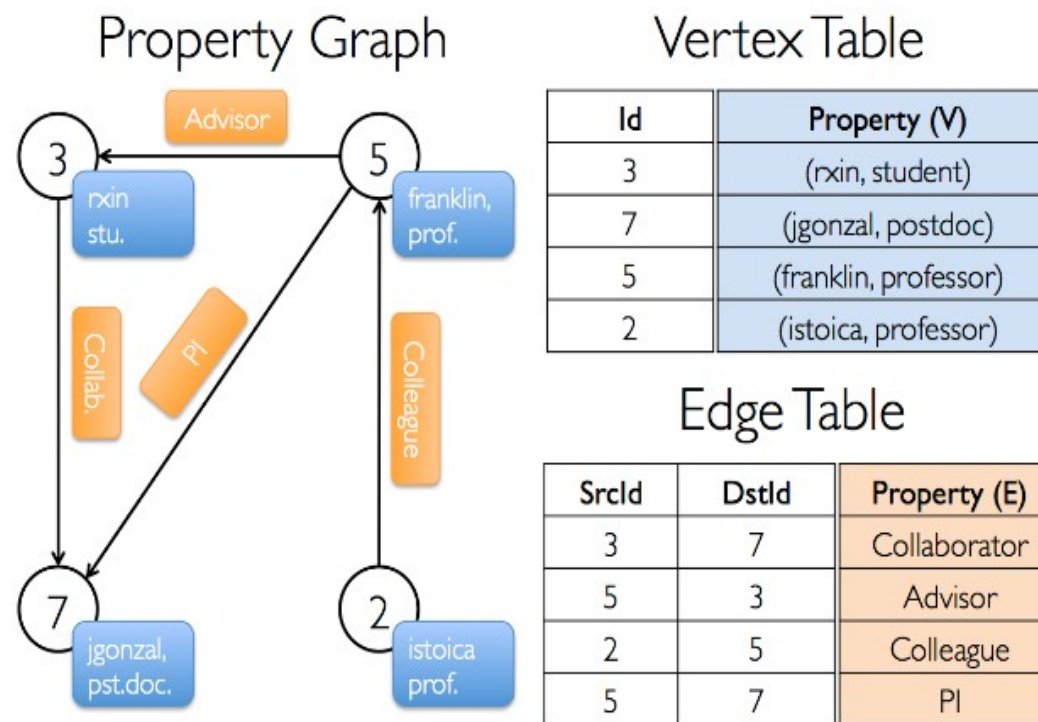 Property Graph
Advisor
3
5
rxin
stu.
franklin,
prof.
Collab.
PI
Colleague
7
2
jgonzal,
pst.doc.
istoica
prof.
Vertex Table
Id Property (V)
3 (rxin, student)
7 (jgonzal, postdoc)
5 (franklin, professor)
2 (istoica, professor)
Edge Table
SrcId DstId Property (E)
3 7 Collaborator
5 3 Advisor
2 5 Colleague
5 7 PI